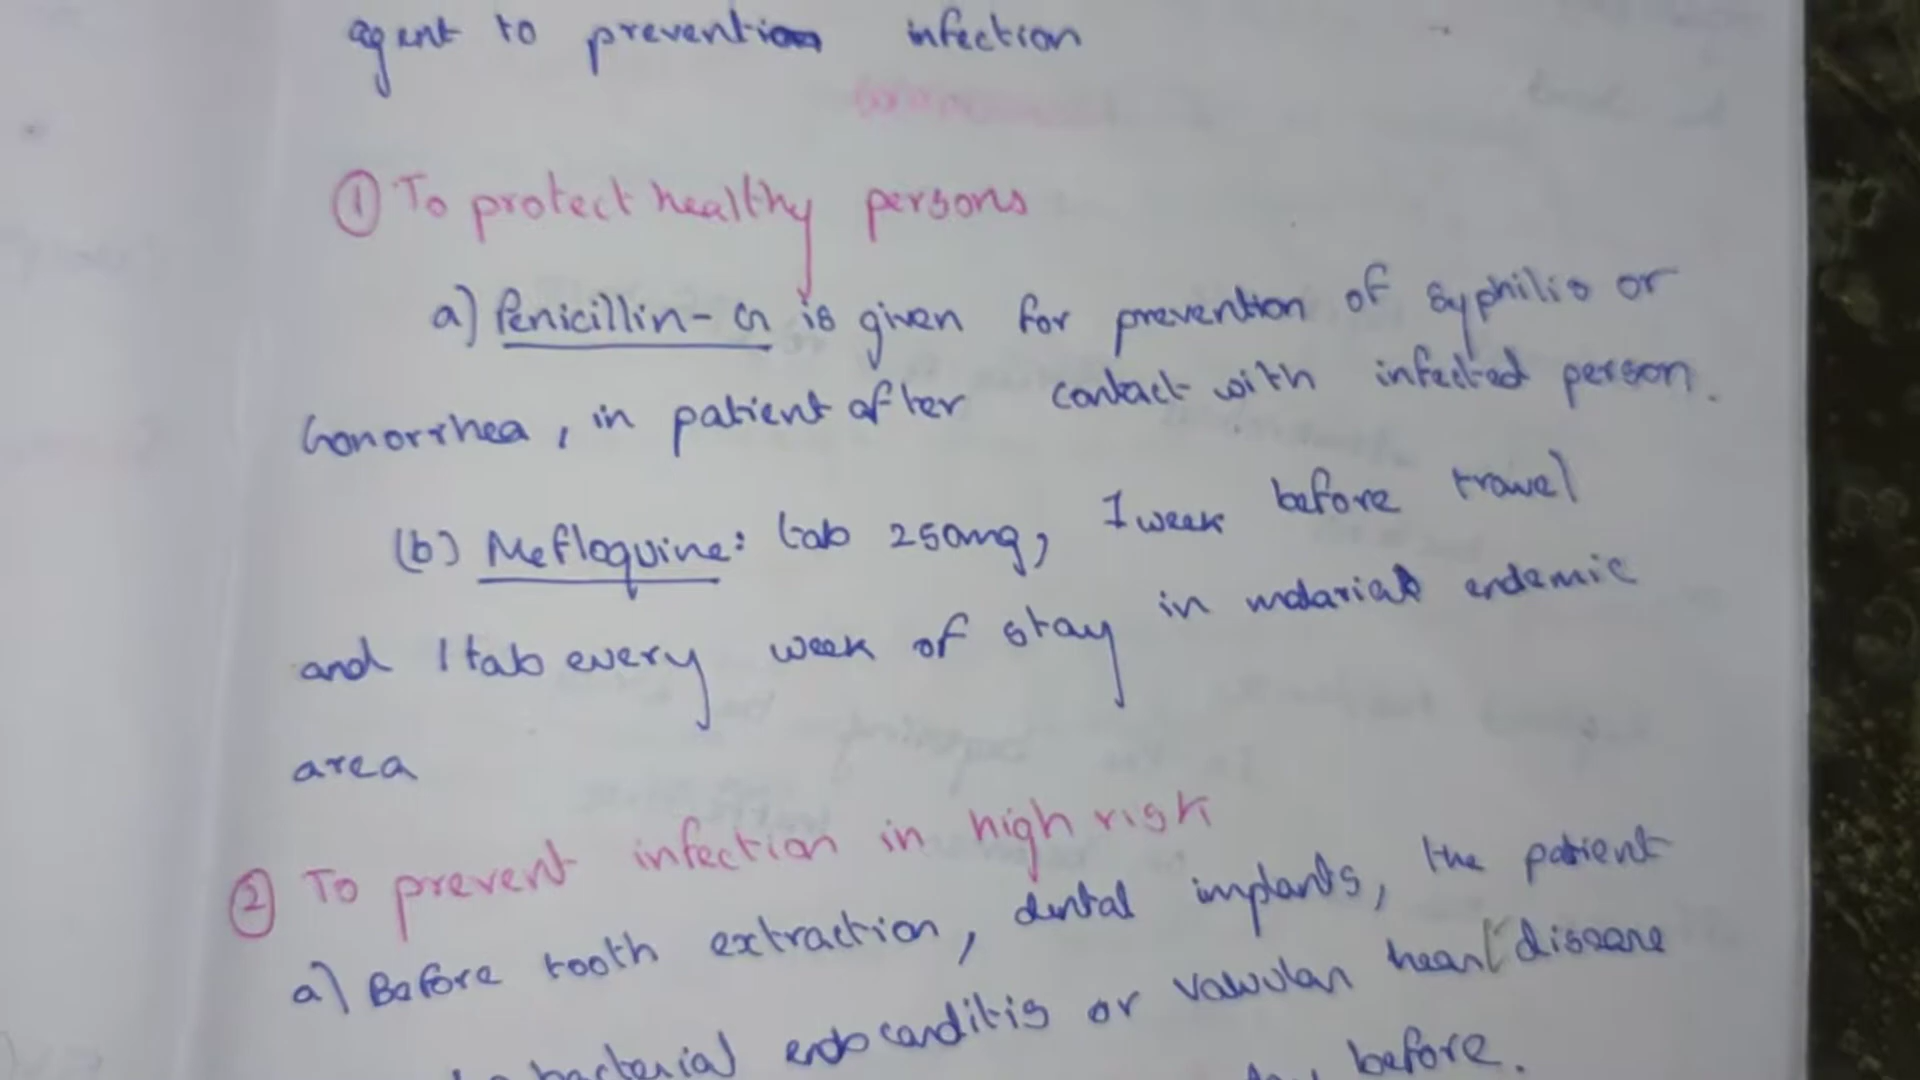 agent to prevention infection
① To protect healthy persons
a) Penicillin-G is given for prevention of syphilis or
Gonorrhea, in patient after contact with infected person.
(b) Mefloquine: tab 250mg, 1 week before travel
and 1 tab every week of stay in malarial endemic
area
② To prevent infection in high risk
a) Before tooth extraction, dental implants, the patient
bacterial endocarditis or valvular heart disease
before.